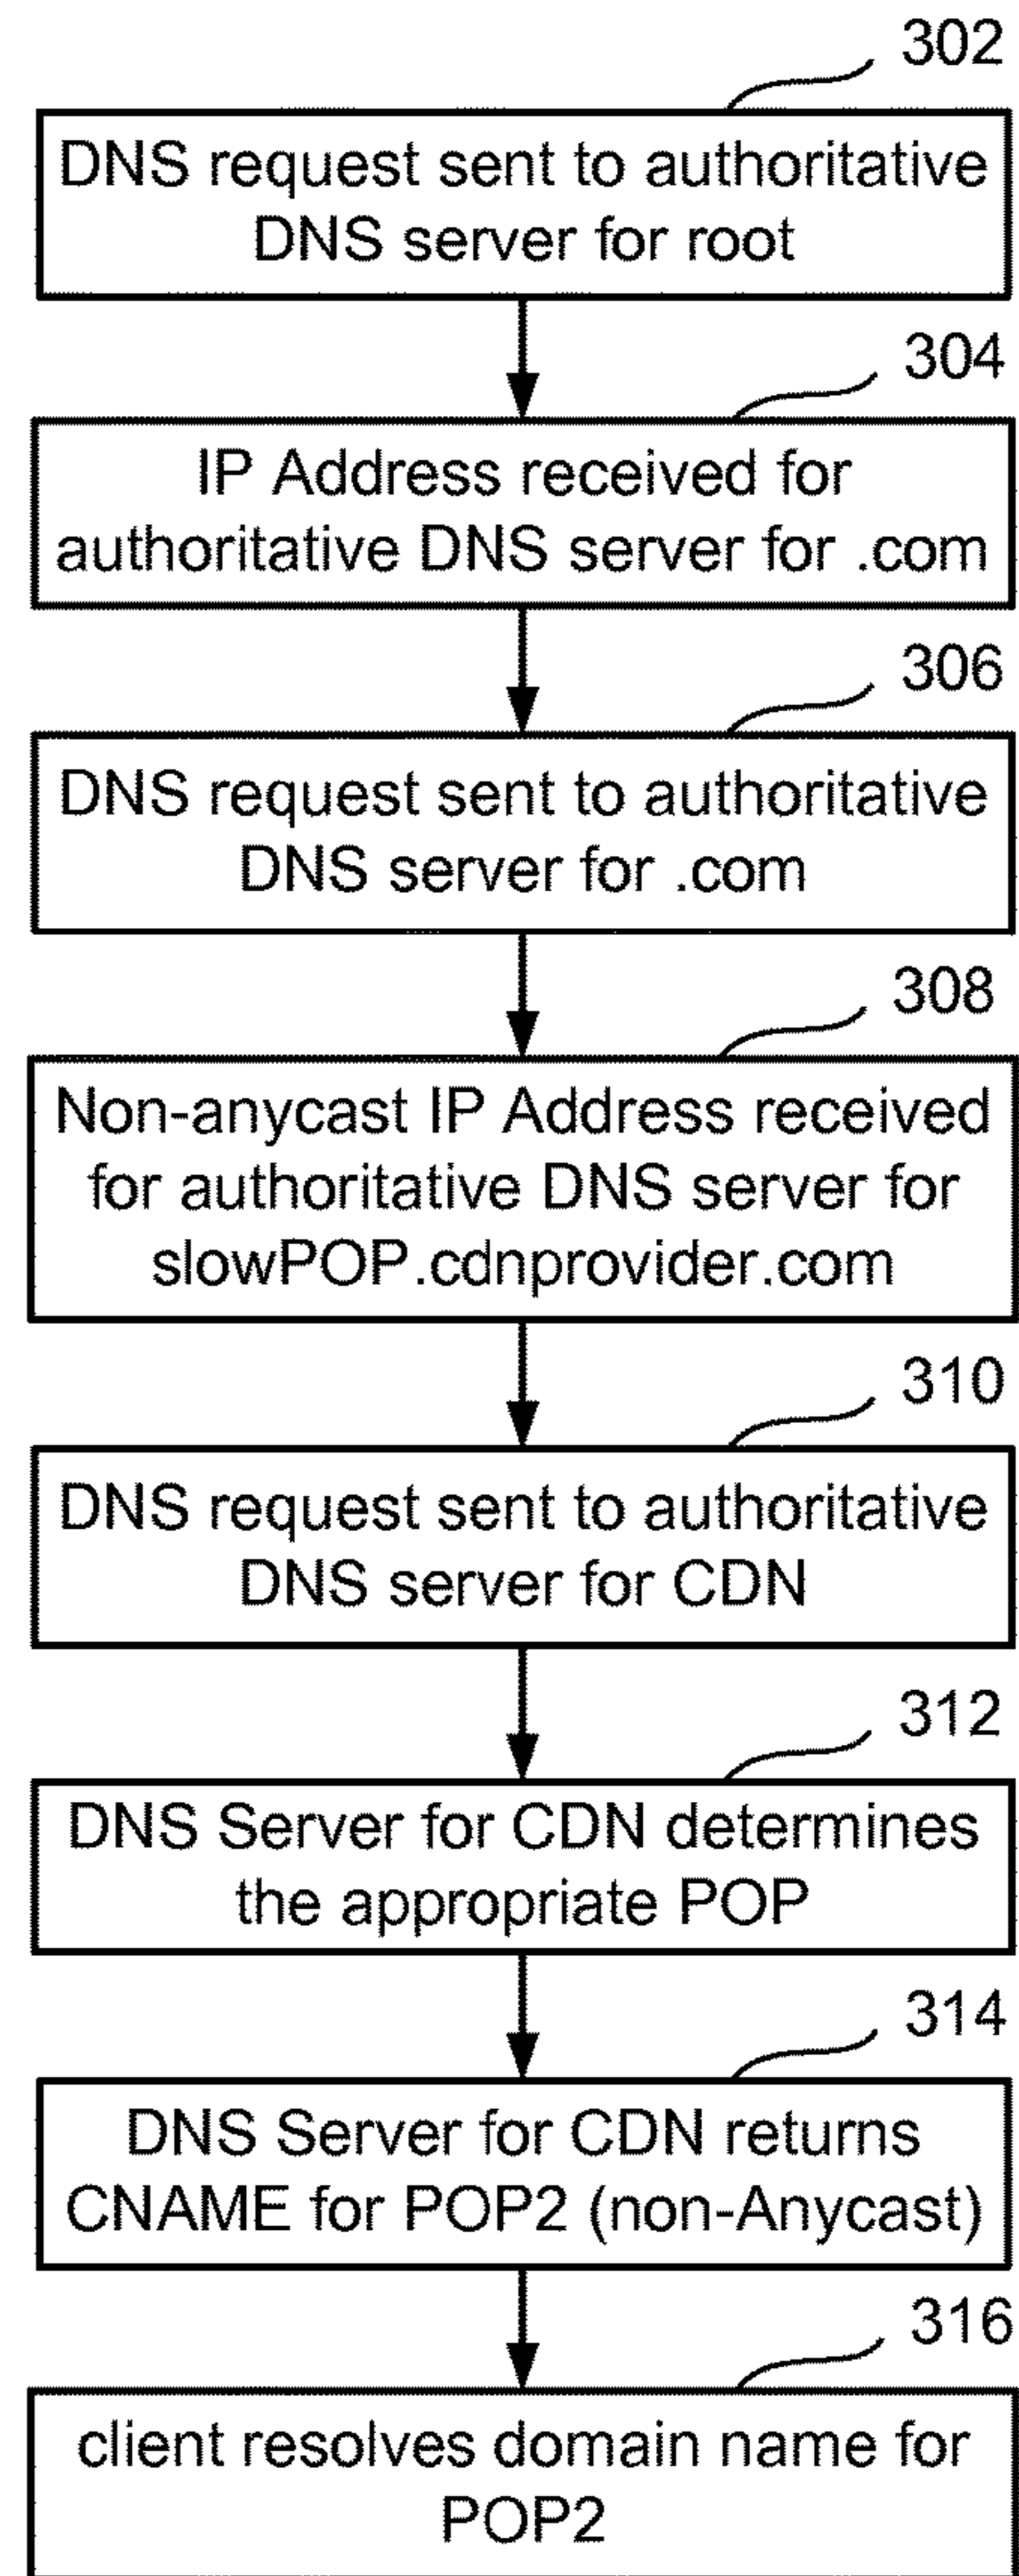 302
DNS request sent to authoritative
DNS server for root
304
IP Address received for
authoritative DNS server for .com
306
DNS request sent to authoritative
DNS server for .com
308
Non-anycast IP Address received
for authoritative DNS server for
slowPOP.cdnprovider.com
310
DNS request sent to authoritative
DNS server for CDN
312
DNS Server for CDN determines
the appropriate POP
314
DNS Server for CDN returns
CNAME for POP2 (non-Anycast)
316
client resolves domain name for
POP2